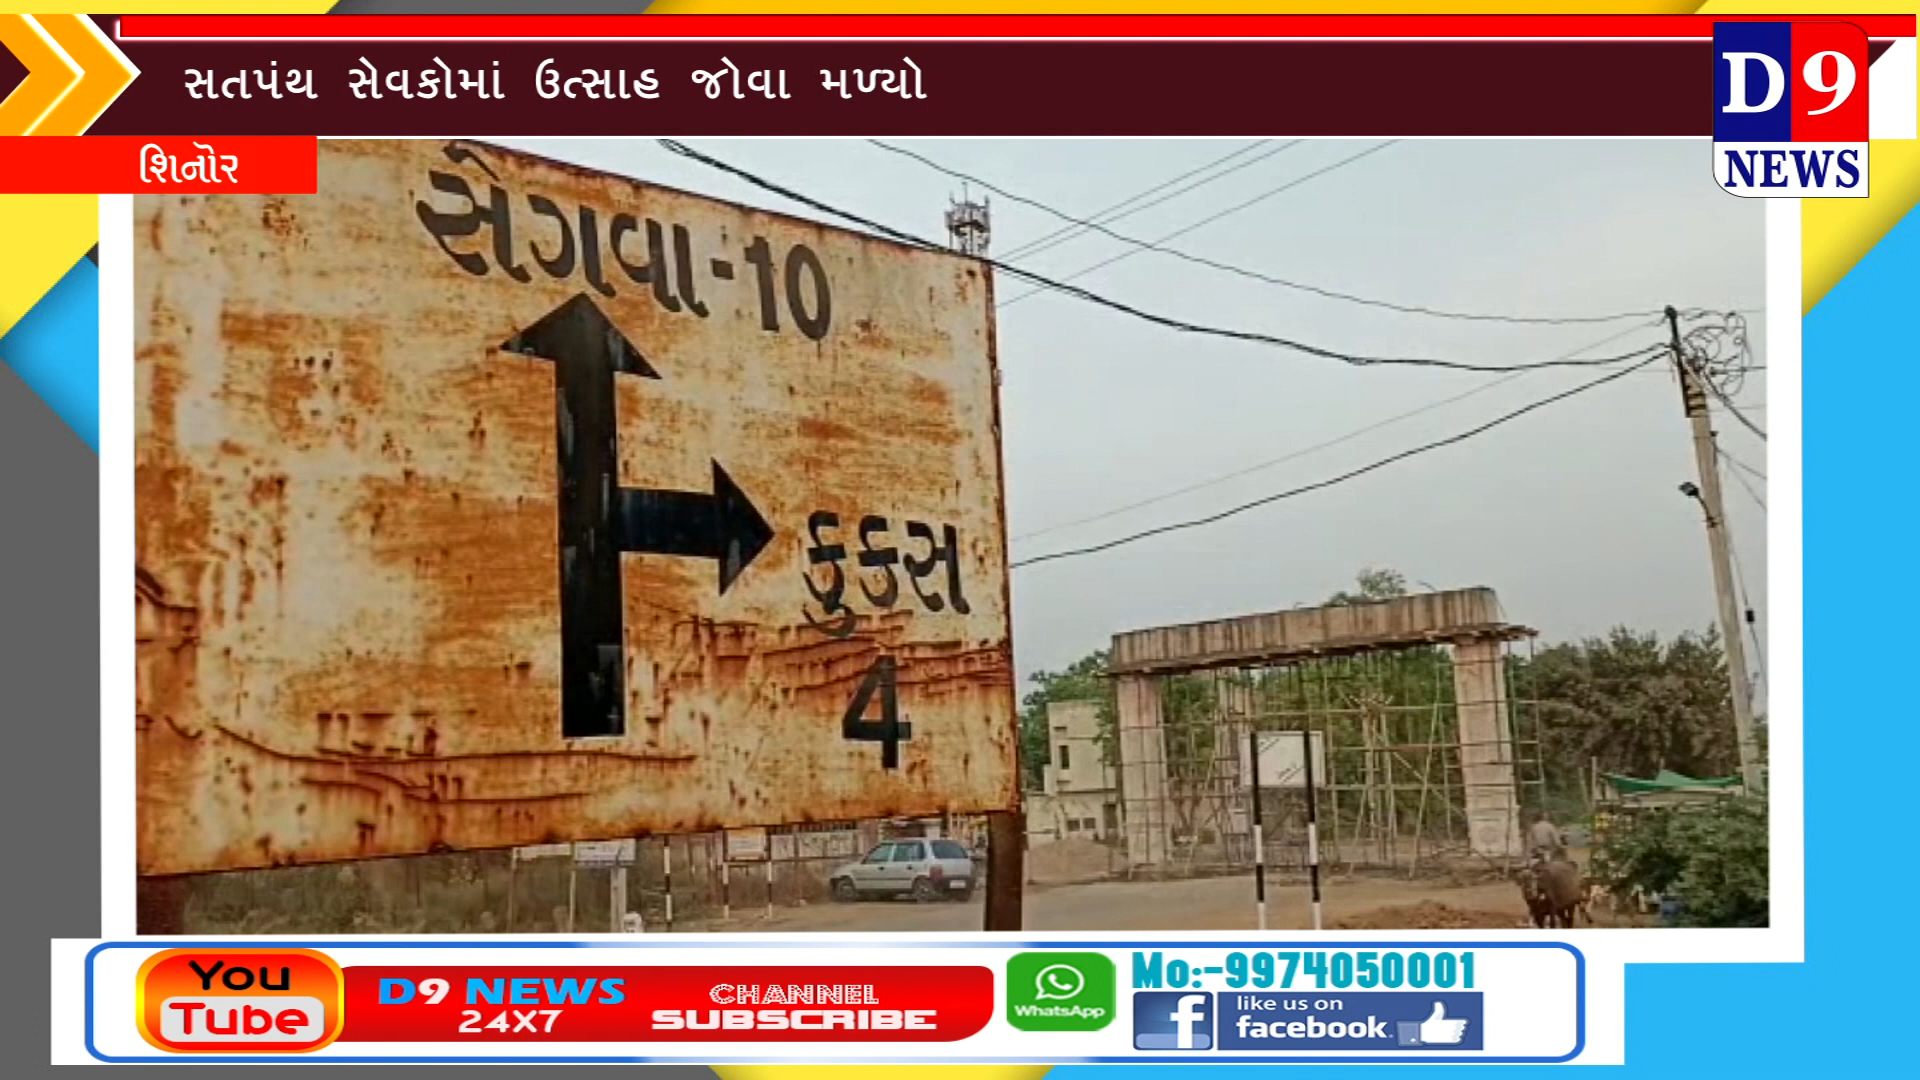 સતપંથ સેવકોમાં ઉત્સાહ જોવા મળ્યો
D9
NEWS
શિનોર
સેગવા-10
કુકસ
4
You
Tube
D9 NEWS
24X7
CHANNEL
SUBSCRIBE
WhatsApp
Mo:-9974050001
f
like us on
facebook.